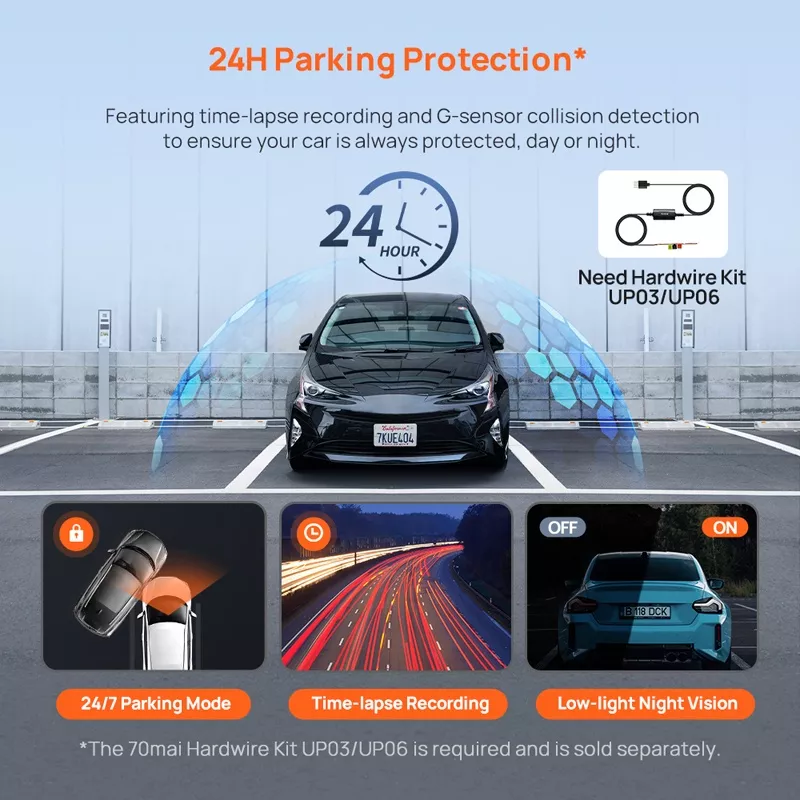 24H Parking Protection*
Featuring time-lapse recording and G-sensor collision detection
to ensure your car is always protected, day or night.
24
HOUR
Need Hardwire Kit
UP03/UP06
California
7KUE404
OFF
ON
B 118 DCK
24/7 Parking Mode
Time-lapse Recording
Low-light Night Vision
*The 70mai Hardwire Kit UP03/UP06 is required and is sold separately.